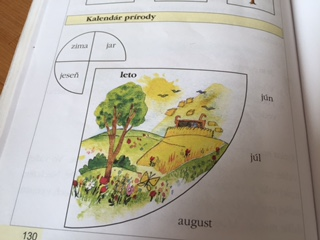 Kalendár prírody
zima jar
jeseň
leto
jún
júl
august
130